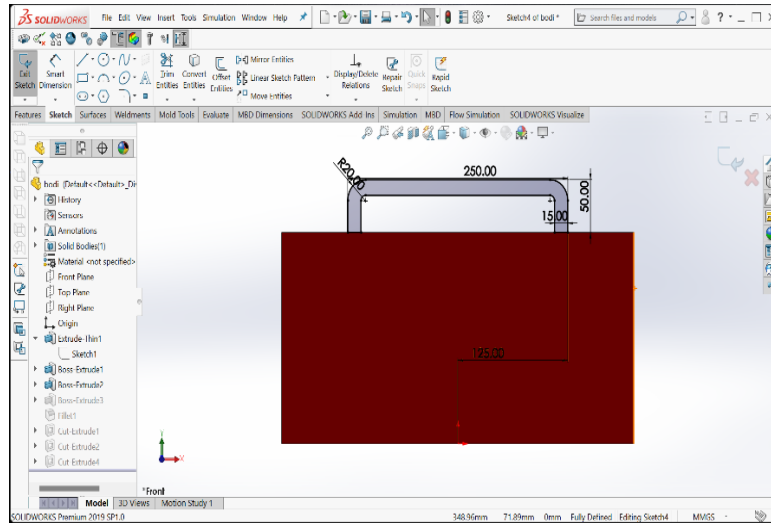 SOLIDWORKS File Edit View Insert Tools Simulation Window Help Sketch4 of bodi * Search files and models
Exit Sketch Smart Dimension Trim Entities Convert Entities Offset Entities Mirror Entities Linear Sketch Pattern Move Entities Display/Delete Relations Repair Sketch Quick Snaps Rapid Sketch
Features Sketch Surfaces Weldments Mold Tools Evaluate MBD Dimensions SOLIDWORKS Add Ins Simulation MBD Flow Simulation SOLIDWORKS Visualize
bodi (Default<<Default>_Di
History
Sensors
Annotations
Solid Bodies(1)
Material <not specified>
Front Plane
Top Plane
Right Plane
Origin
Extrude-Thin1
Sketch1
Boss-Extrude1
Boss-Extrude2
Boss-Extrude3
Fillet1
Cut-Extrude1
Cut-Extrude2
Cut-Extrude4
R20.00
250.00
50.00
15.00
125.00
Y
X
*Front
Model 3D Views Motion Study 1
SOLIDWORKS Premium 2019 SP1.0 348.96mm 71.89mm 0mm Fully Defined Editing Sketch4 MMGS